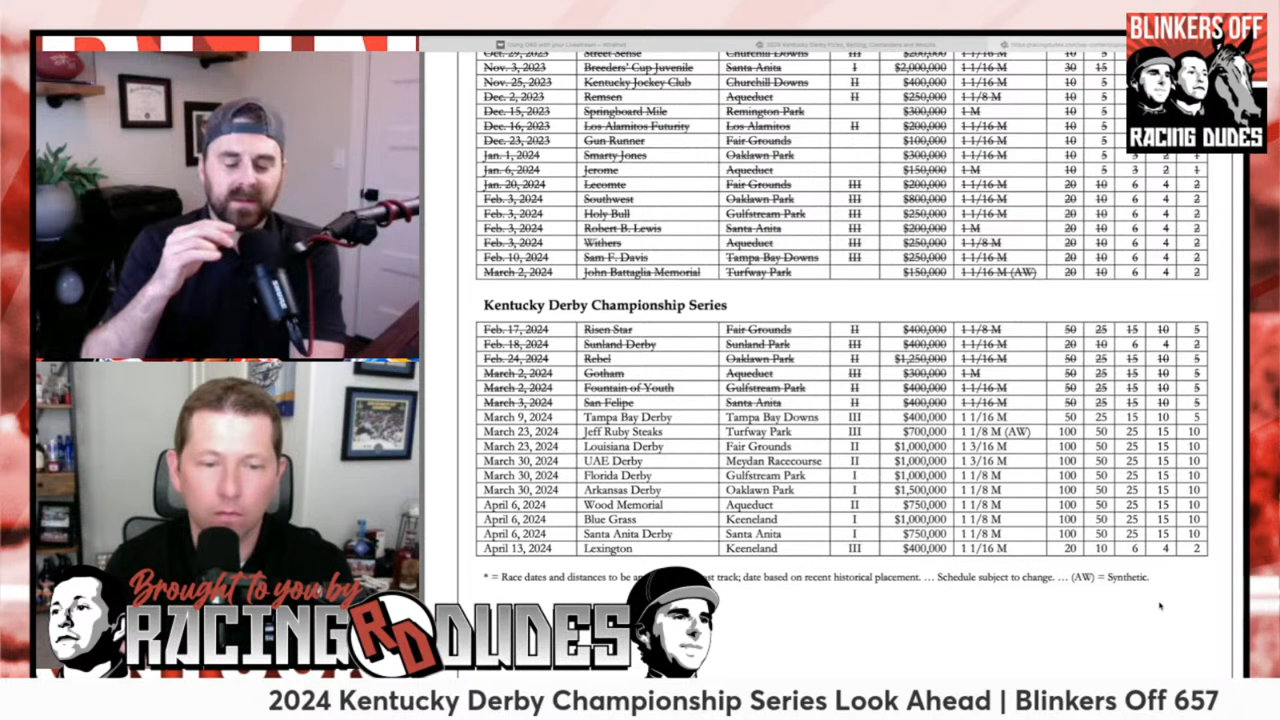 BLINKERS OFF
RACING DUDES
Oct. 29, 2023 Street Sense Churchill Downs III $200,000 1 1/16 M 10 5
Nov. 3, 2023 Breeders' Cup Juvenile Santa Anita I $2,000,000 1 1/16 M 30 15
Nov. 25, 2023 Kentucky Jockey Club Churchill Downs II $400,000 1 1/16 M 10 5
Dec. 2, 2023 Remsen Aqueduct II $250,000 1 1/8 M 10 5
Dec. 15, 2023 Springboard Mile Remington Park $300,000 1 M 10 5
Dec. 16, 2023 Los Alamitos Futurity Los Alamitos II $200,000 1 1/16 M 10 5
Dec. 23, 2023 Gun Runner Fair Grounds $100,000 1 1/16 M 10 5
Jan. 1, 2024 Smarty Jones Oaklawn Park $300,000 1 1/16 M 10 5 3 2 1
Jan. 6, 2024 Jerome Aqueduct $150,000 1 M 10 5 3 2 1
Jan. 20, 2024 Lecomte Fair Grounds III $200,000 1 1/16 M 20 10 6 4 2
Feb. 3, 2024 Southwest Oaklawn Park III $800,000 1 1/16 M 20 10 6 4 2
Feb. 3, 2024 Holy Bull Gulfstream Park III $250,000 1 1/16 M 20 10 6 4 2
Feb. 3, 2024 Robert B. Lewis Santa Anita III $200,000 1 M 20 10 6 4 2
Feb. 3, 2024 Withers Aqueduct III $250,000 1 1/8 M 20 10 6 4 2
Feb. 10, 2024 Sam F. Davis Tampa Bay Downs III $250,000 1 1/16 M 20 10 6 4 2
March 2, 2024 John Battaglia Memorial Turfway Park $150,000 1 1/16 M (AW) 20 10 6 4 2
Kentucky Derby Championship Series
Feb. 17, 2024 Risen Star Fair Grounds II $400,000 1 1/8 M 50 25 15 10 5
Feb. 18, 2024 Sunland Derby Sunland Park III $400,000 1 1/16 M 20 10 6 4 2
Feb. 24, 2024 Rebel Oaklawn Park II $1,250,000 1 1/16 M 50 25 15 10 5
March 2, 2024 Gotham Aqueduct III $300,000 1 M 50 25 15 10 5
March 2, 2024 Fountain of Youth Gulfstream Park II $400,000 1 1/16 M 50 25 15 10 5
March 3, 2024 San Felipe Santa Anita II $400,000 1 1/16 M 50 25 15 10 5
March 9, 2024 Tampa Bay Derby Tampa Bay Downs III $400,000 1 1/16 M 50 25 15 10 5
March 23, 2024 Jeff Ruby Steaks Turfway Park III $700,000 1 1/8 M (AW) 100 50 25 15 10
March 23, 2024 Louisiana Derby Fair Grounds II $1,000,000 1 3/16 M 100 50 25 15 10
March 30, 2024 UAE Derby Meydan Racecourse II $1,000,000 1 3/16 M 100 50 25 15 10
March 30, 2024 Florida Derby Gulfstream Park I $1,000,000 1 1/8 M 100 50 25 15 10
March 30, 2024 Arkansas Derby Oaklawn Park I $1,500,000 1 1/8 M 100 50 25 15 10
April 6, 2024 Wood Memorial Aqueduct II $750,000 1 1/8 M 100 50 25 15 10
April 6, 2024 Blue Grass Keeneland I $1,000,000 1 1/8 M 100 50 25 15 10
April 6, 2024 Santa Anita Derby Santa Anita I $750,000 1 1/8 M 100 50 25 15 10
April 13, 2024 Lexington Keeneland III $400,000 1 1/16 M 20 10 6 4 2
* = Race dates and distances to be track; date based on recent historical placement. … Schedule subject to change. … (AW) = Synthetic.
Brought to you by
RACING RD DUDES
2024 Kentucky Derby Championship Series Look Ahead | Blinkers Off 657